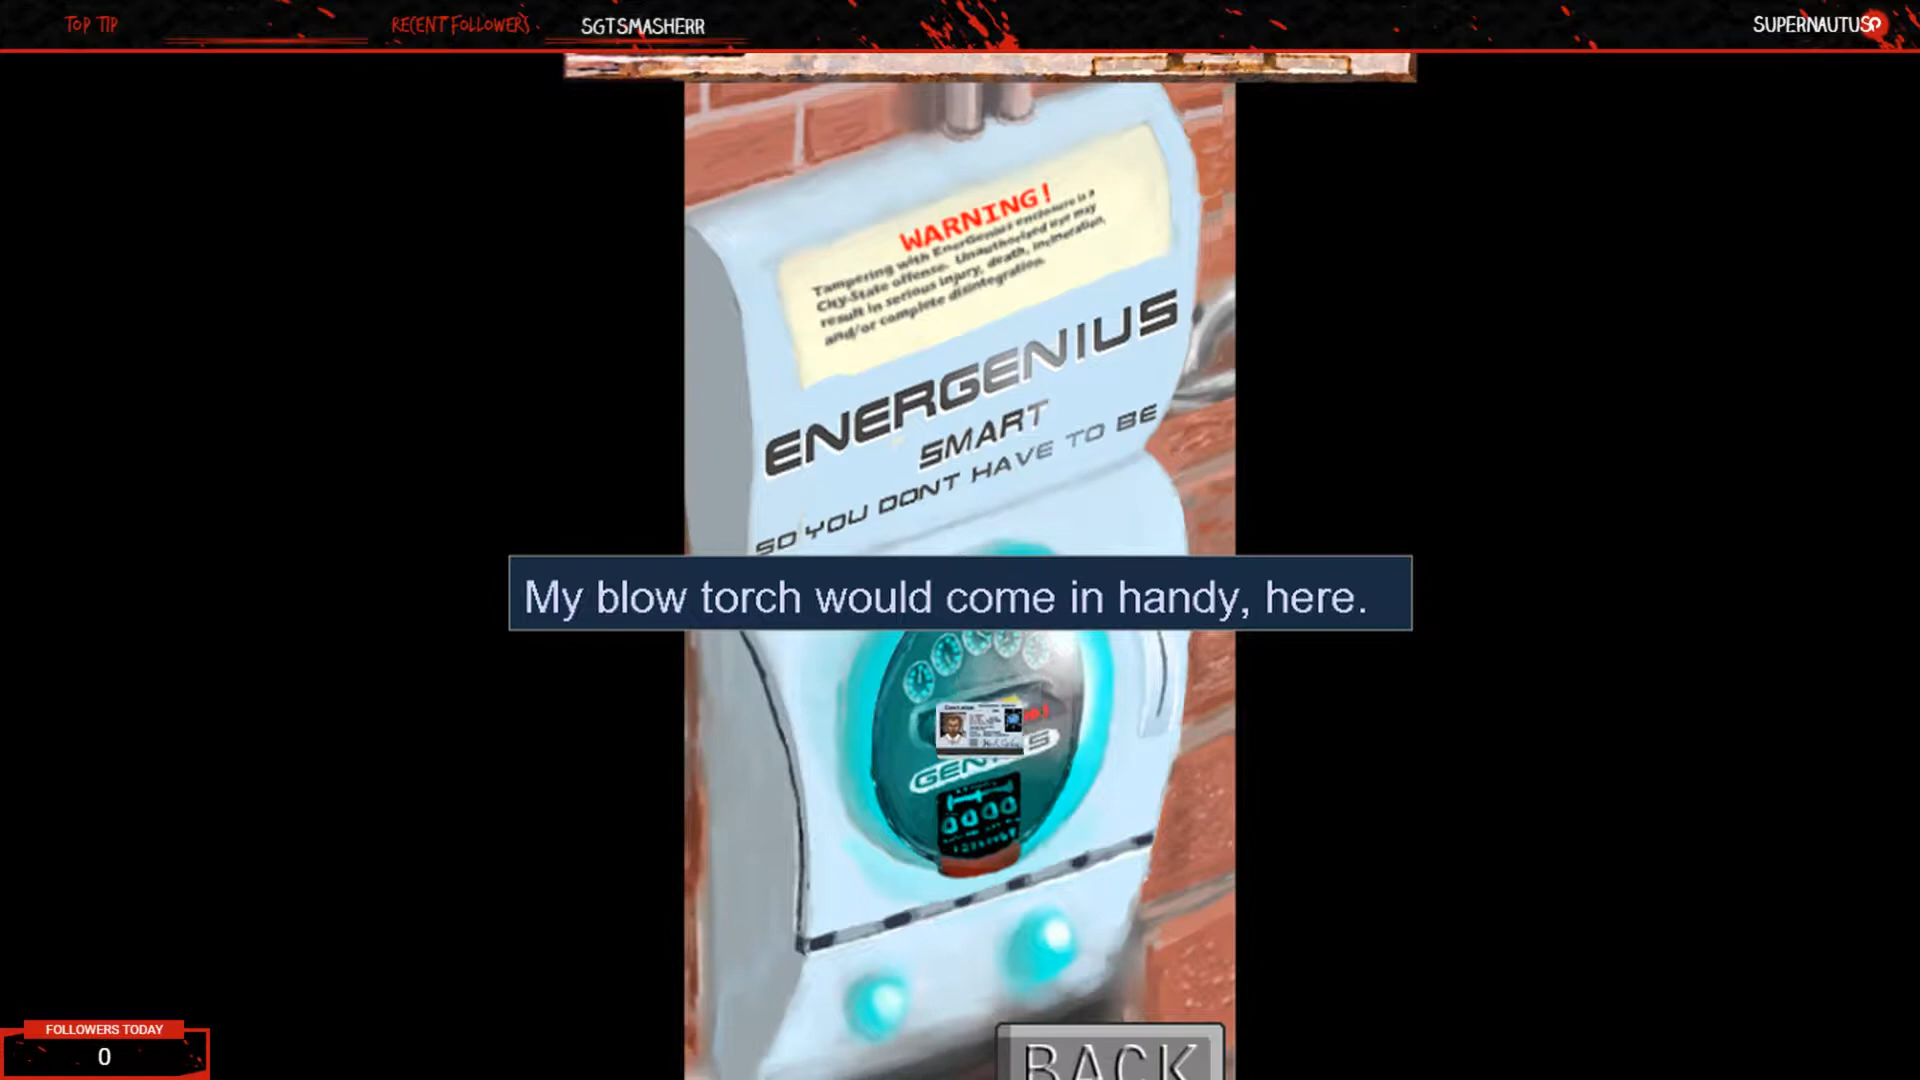 TOP TIP
RECENT FOLLOWERS
SGTSMASHERR
SUPERNAUTUS
WARNING!
Tampering with EnerGenius enclosure is a
City-State offense. Unauthorized use may
result in serious injury, death, incineration,
and/or complete disintegration.
ENERGENIUS
SMART
SO YOU DONT HAVE TO BE
My blow torch would come in handy, here.
BACK
FOLLOWERS TODAY
0